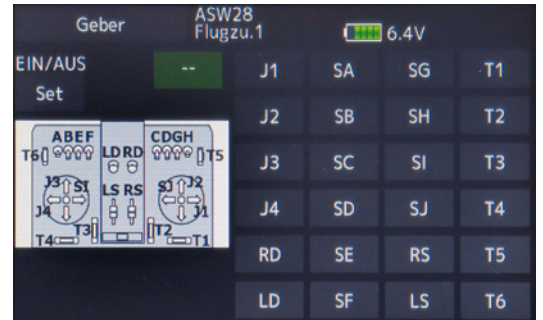 Geber
ASW28
Flugzu.1
6.4V
EIN/AUS
--
Set
J1 SA SG T1
J2 SB SH T2
J3 SC SI T3
J4 SD SJ T4
RD SE RS T5
LD SF LS T6
ABEF CDGH
T6 LD RD T5
J3 SI LS RS SJ J2
J4 J1
T3 T2
T4 T1